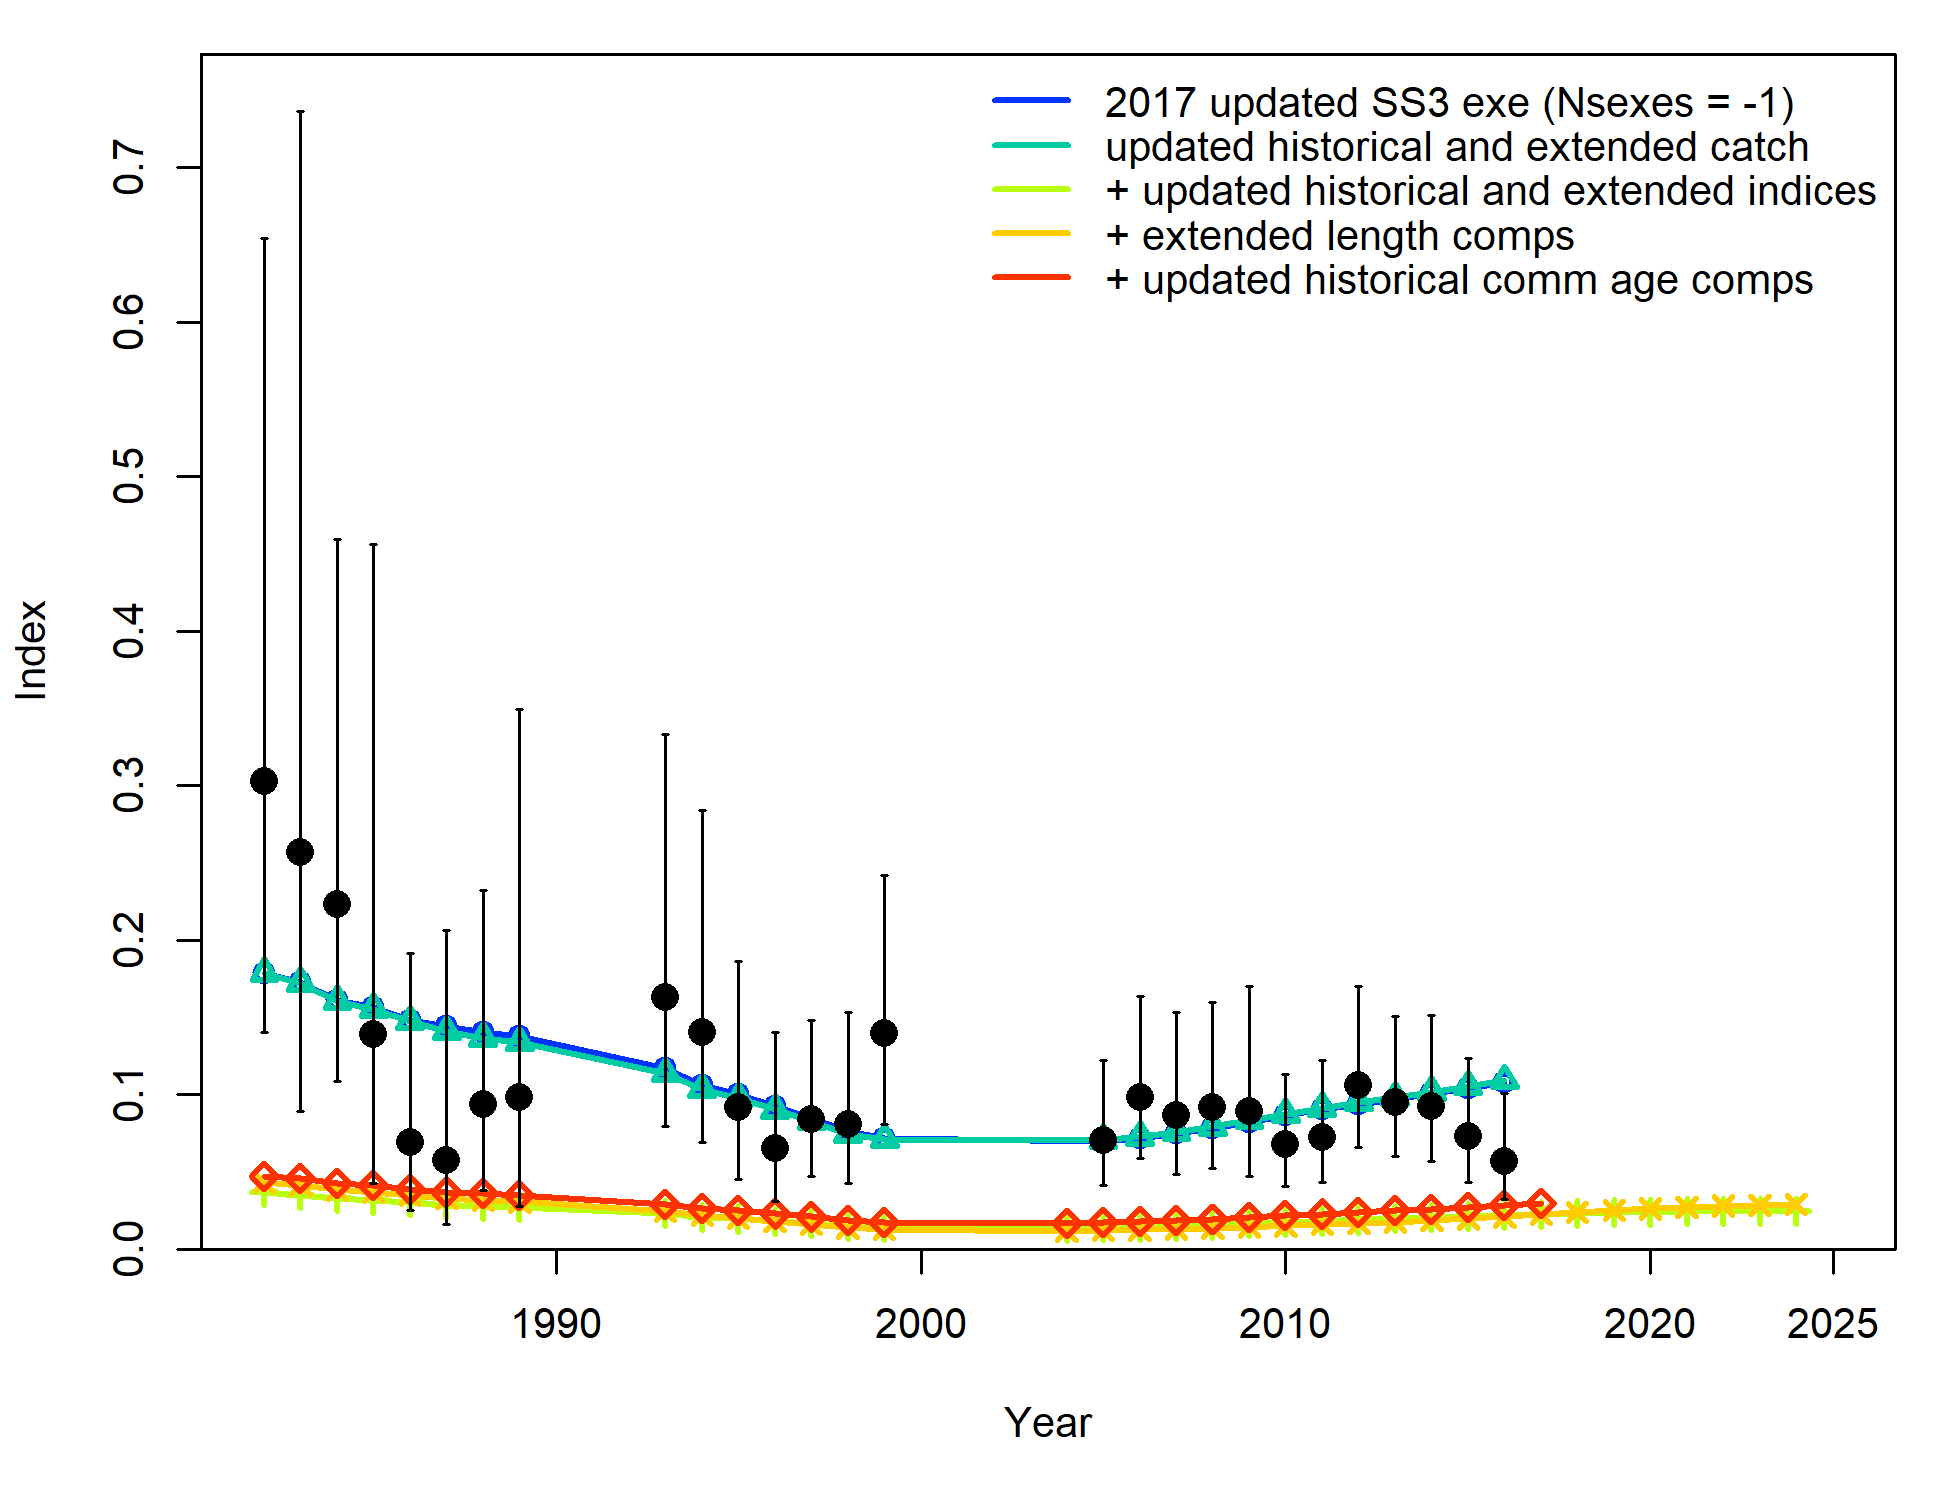 2017 updated SS3 exe (Nsexes = -1)
updated historical and extended catch
+ updated historical and extended indices
+ extended length comps
+ updated historical comm age comps
0.7
0.6
0.5
0.4
0.3
0.2
0.1
0.0
Index
1990 2000 2010 2020 2025
Year